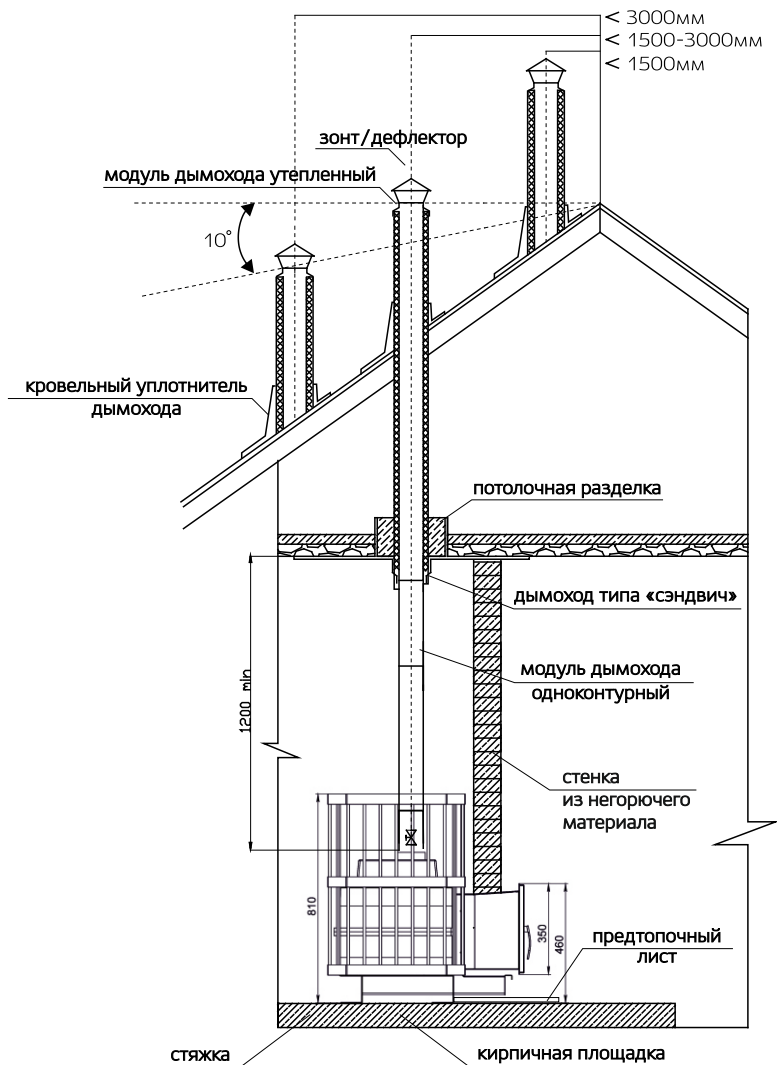 < 3000мм
< 1500-3000мм
< 1500мм
зонт/дефлектор
модуль дымохода утепленный
10°
кровельный уплотнитель
дымохода
потолочная разделка
дымоход типа «сэндвич»
модуль дымохода
одноконтурный
1200 min
стенка
из негорючего
материала
810
350
460
предтопочный
лист
стяжка
кирпичная площадка